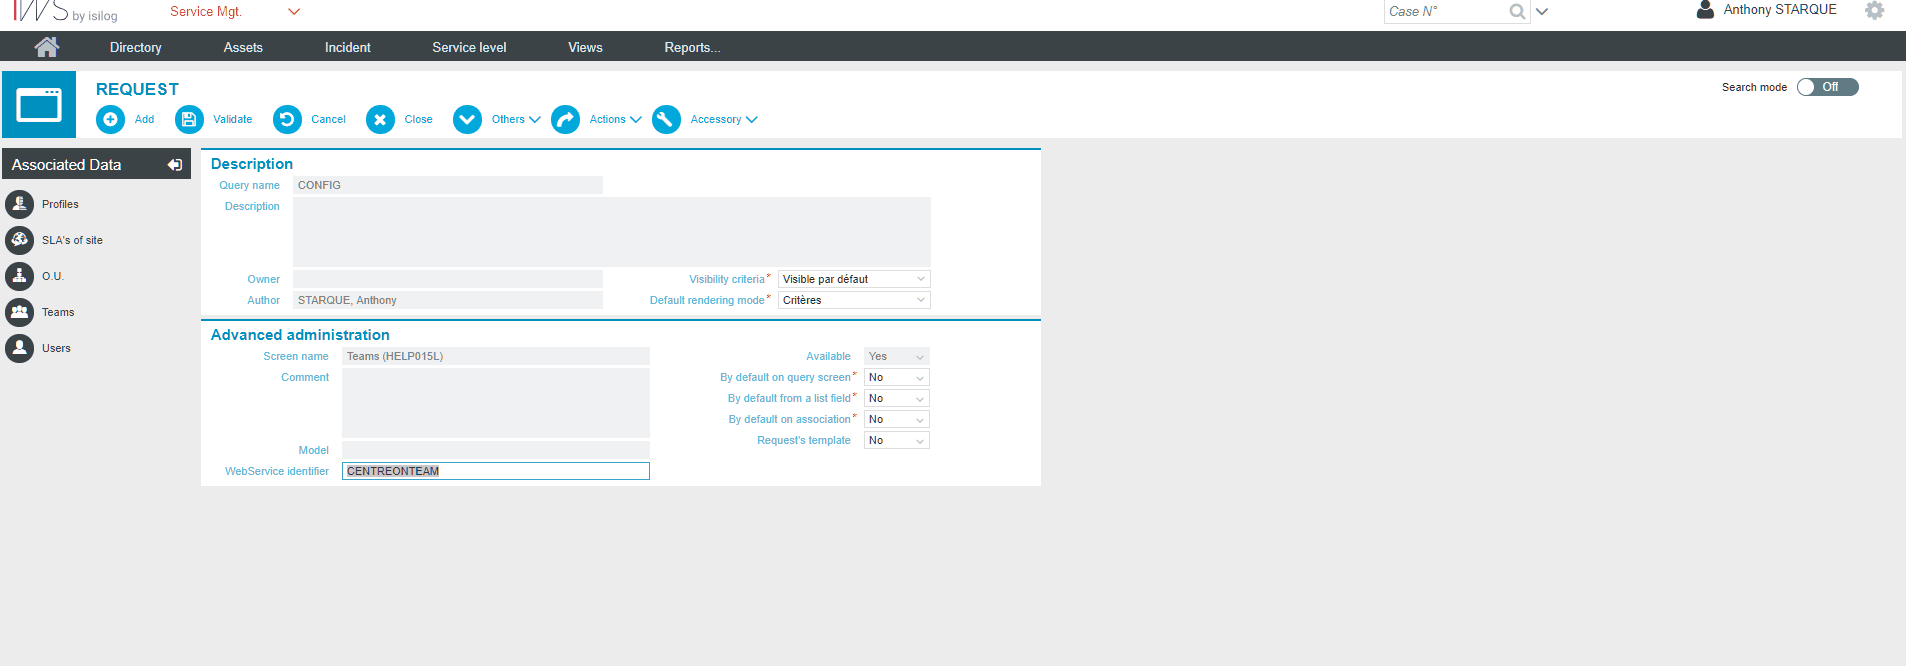 IWS by isilog Service Mgt. Case N° Anthony STARQUE
Directory Assets Incident Service level Views Reports...
REQUEST
Search mode Off
Add Validate Cancel Close Others Actions Accessory
Associated Data
Profiles
SLA's of site
O.U.
Teams
Users
Description
Query name CONFIG
Description
Owner Visibility criteria* Visible par défaut
Author STARQUE, Anthony Default rendering mode* Critères
Advanced administration
Screen name Teams (HELP015L) Available Yes
Comment By default on query screen* No
By default from a list field* No
By default on association* No
Request's template No
Model
WebService identifier CENTREONTEAM